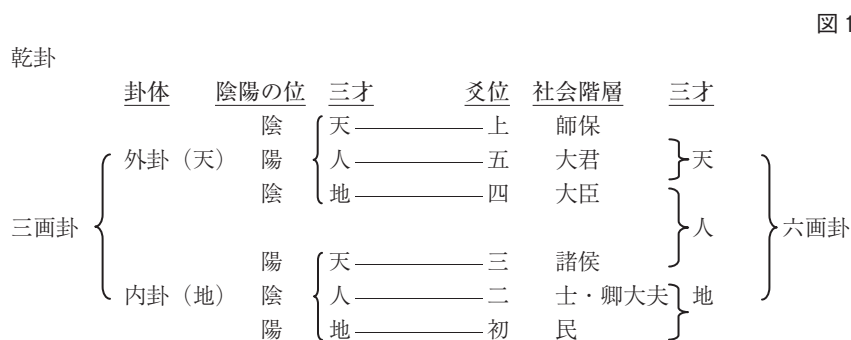 図 1
乾卦
卦体 陰陽の位 三才 爻位 社会階層 三才
陰 天 上 師保
外卦（天） 陽 人 五 大君 天
陰 地 四 大臣
三画卦 人 六画卦
陽 天 三 諸侯
内卦（地） 陰 人 二 士・卿大夫 地
陽 地 初 民